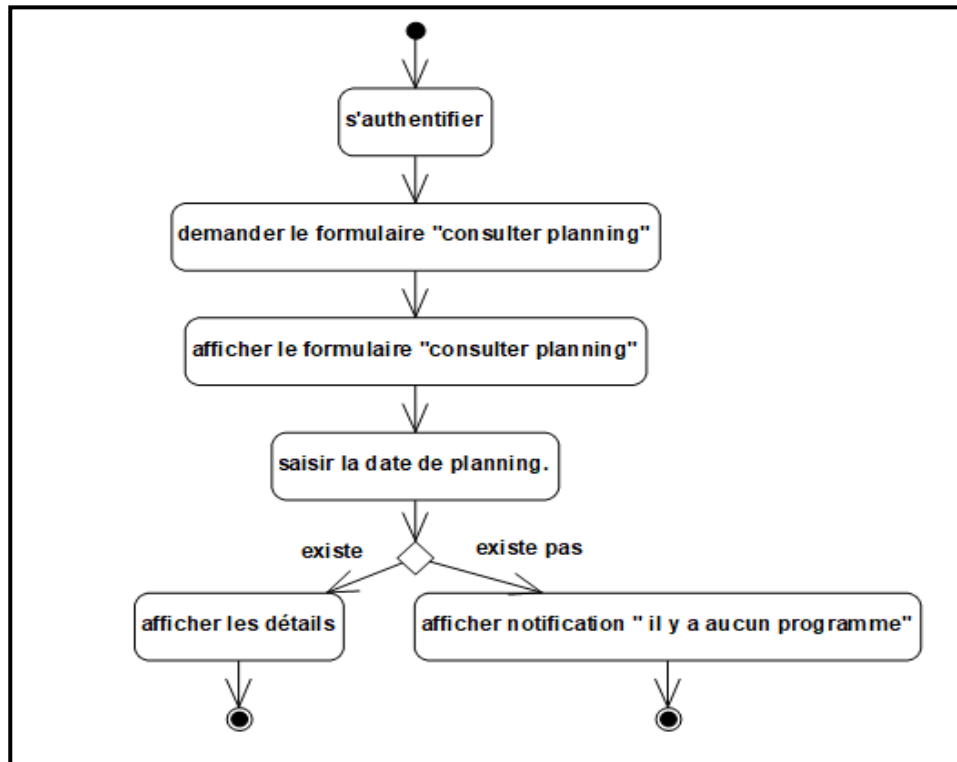 s'authentifier
demander le formulaire "consulter planning"
afficher le formulaire "consulter planning"
saisir la date de planning.
existe
existe pas
afficher les détails
afficher notification " il y a aucun programme"